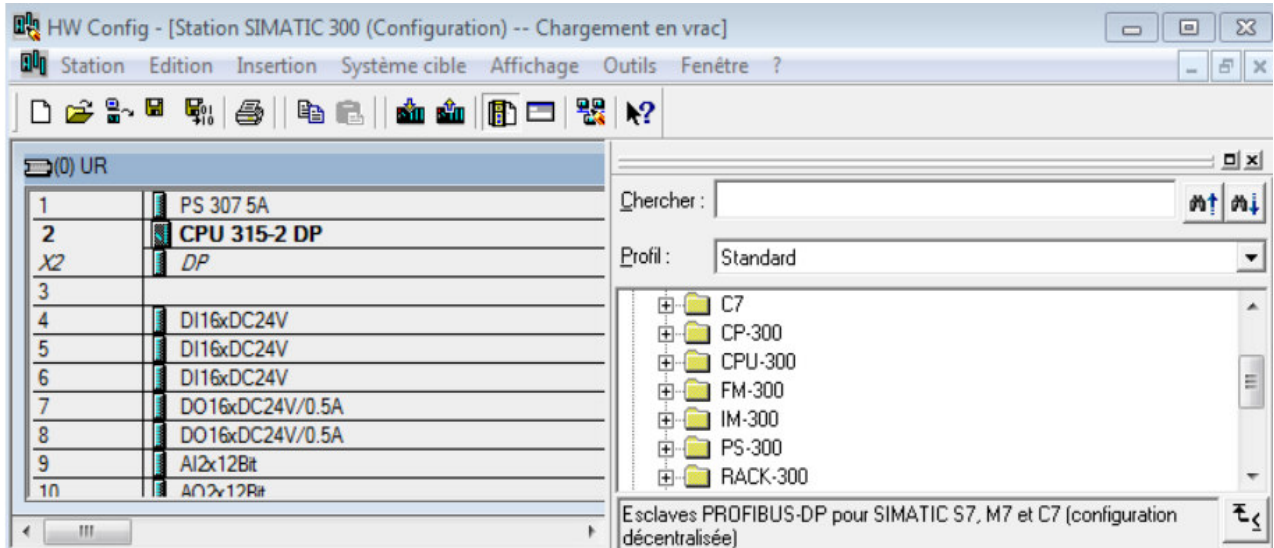 HW Config - [Station SIMATIC 300 (Configuration) -- Chargement en vrac]
Station Edition Insertion Système cible Affichage Outils Fenêtre ?
(0) UR
1 PS 307 5A
2 CPU 315-2 DP
X2 DP
3
4 DI16xDC24V
5 DI16xDC24V
6 DI16xDC24V
7 DO16xDC24V/0.5A
8 DO16xDC24V/0.5A
9 AI2x12Bit
10 AO2x12Bit
Chercher :
Profil : Standard
C7
CP-300
CPU-300
FM-300
IM-300
PS-300
RACK-300
Esclaves PROFIBUS-DP pour SIMATIC S7, M7 et C7 (configuration
décentralisée)